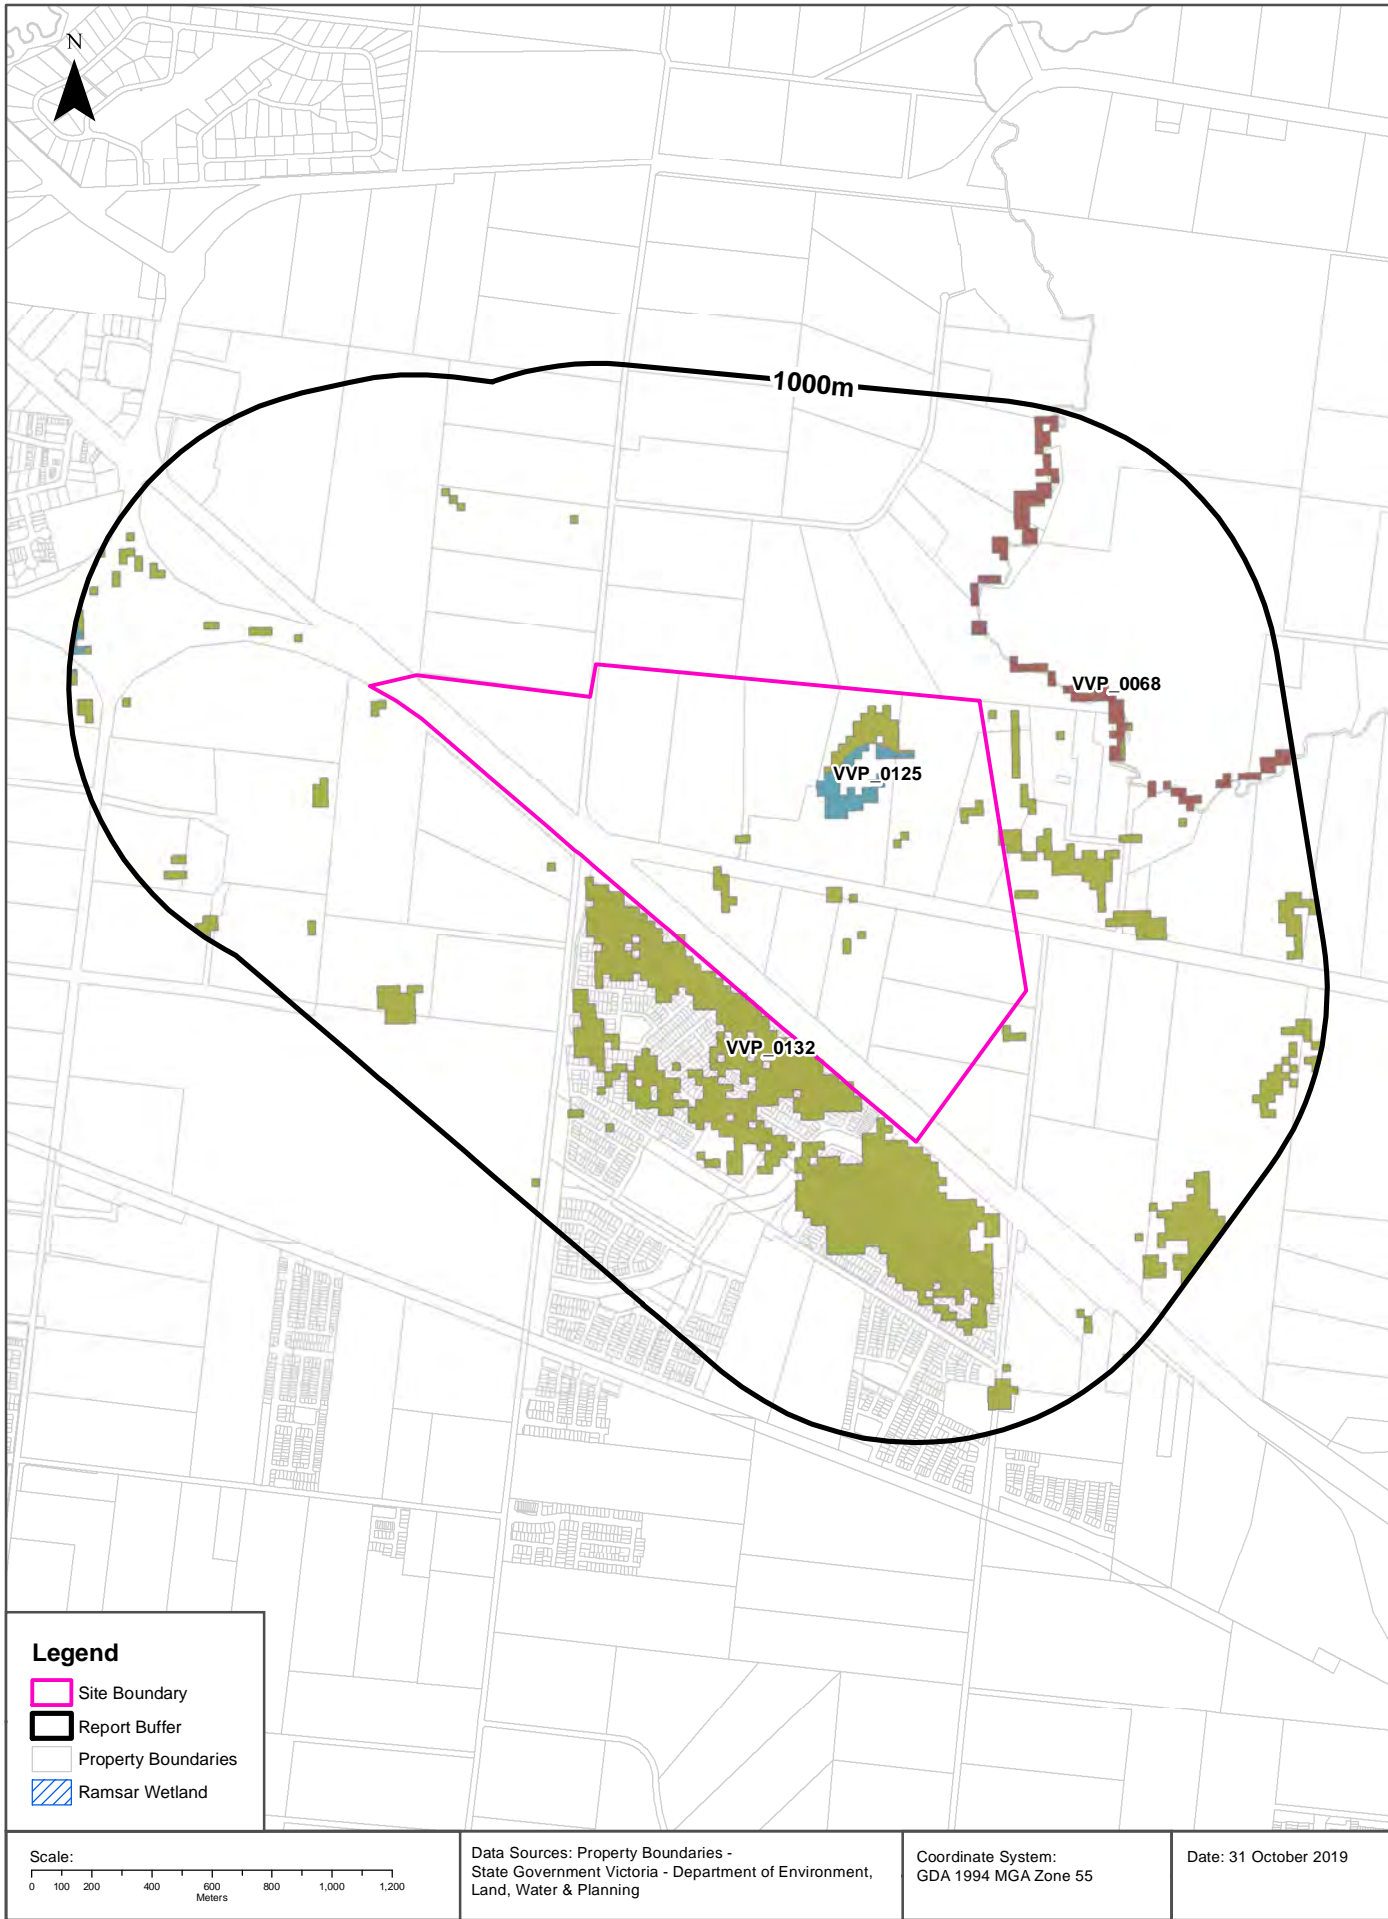 N
1000m
VVP_0068
VVP_0125
VVP_0132
Legend
Site Boundary
Report Buffer
Property Boundaries
Ramsar Wetland
Scale:
0 100 200 400 600 800 1,000 1,200
Meters
Data Sources: Property Boundaries -
State Government Victoria - Department of Environment,
Land, Water & Planning
Coordinate System:
GDA 1994 MGA Zone 55
Date: 31 October 2019